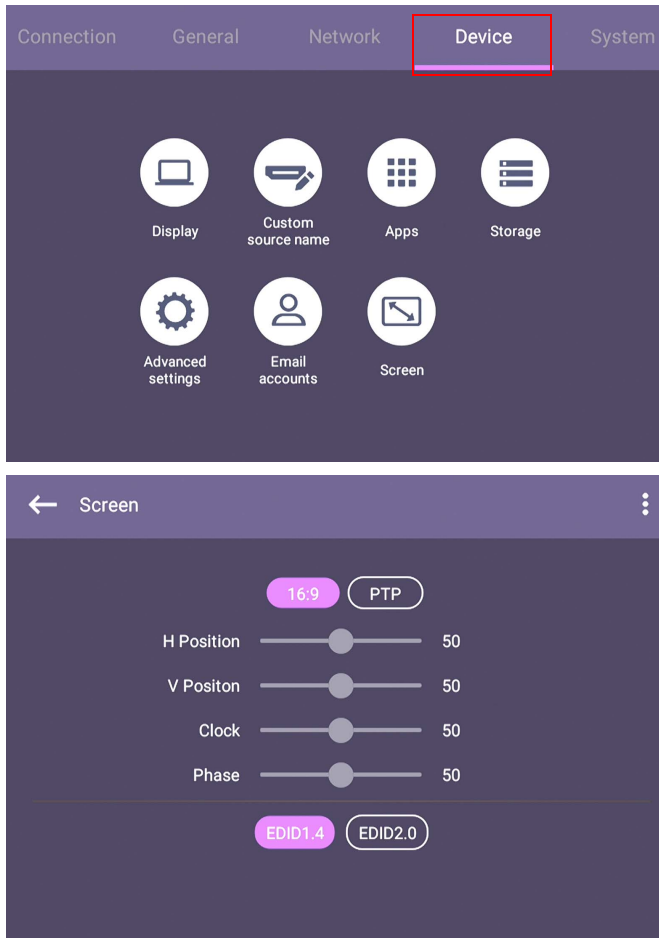 Connection General Network Device System
Display
Custom
source name
Apps
Storage
Advanced
settings
Email
accounts
Screen
Screen
16:9 PTP
H Position 50
V Positon 50
Clock 50
Phase 50
EDID1.4 EDID2.0